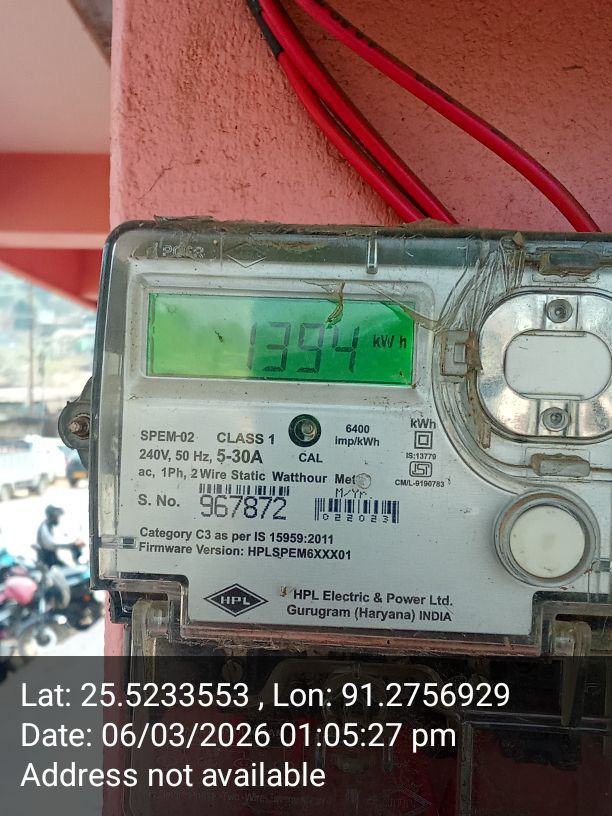 1394 kWh
SPEM-02 CLASS 1
6400
imp/kWh
kWh
240V, 50 Hz, 5-30A
CAL
IS:13779
ac, 1Ph, 2 Wire Static Watthour Met
CM/L-9190783
M/Yr
S. No. 967872
022023
Category C3 as per IS 15959:2011
Firmware Version: HPLSPEM6XXX01
HPL
HPL Electric & Power Ltd.
Gurugram (Haryana) INDIA
Lat: 25.5233553 , Lon: 91.2756929
Date: 06/03/2026 01:05:27 pm
Address not available